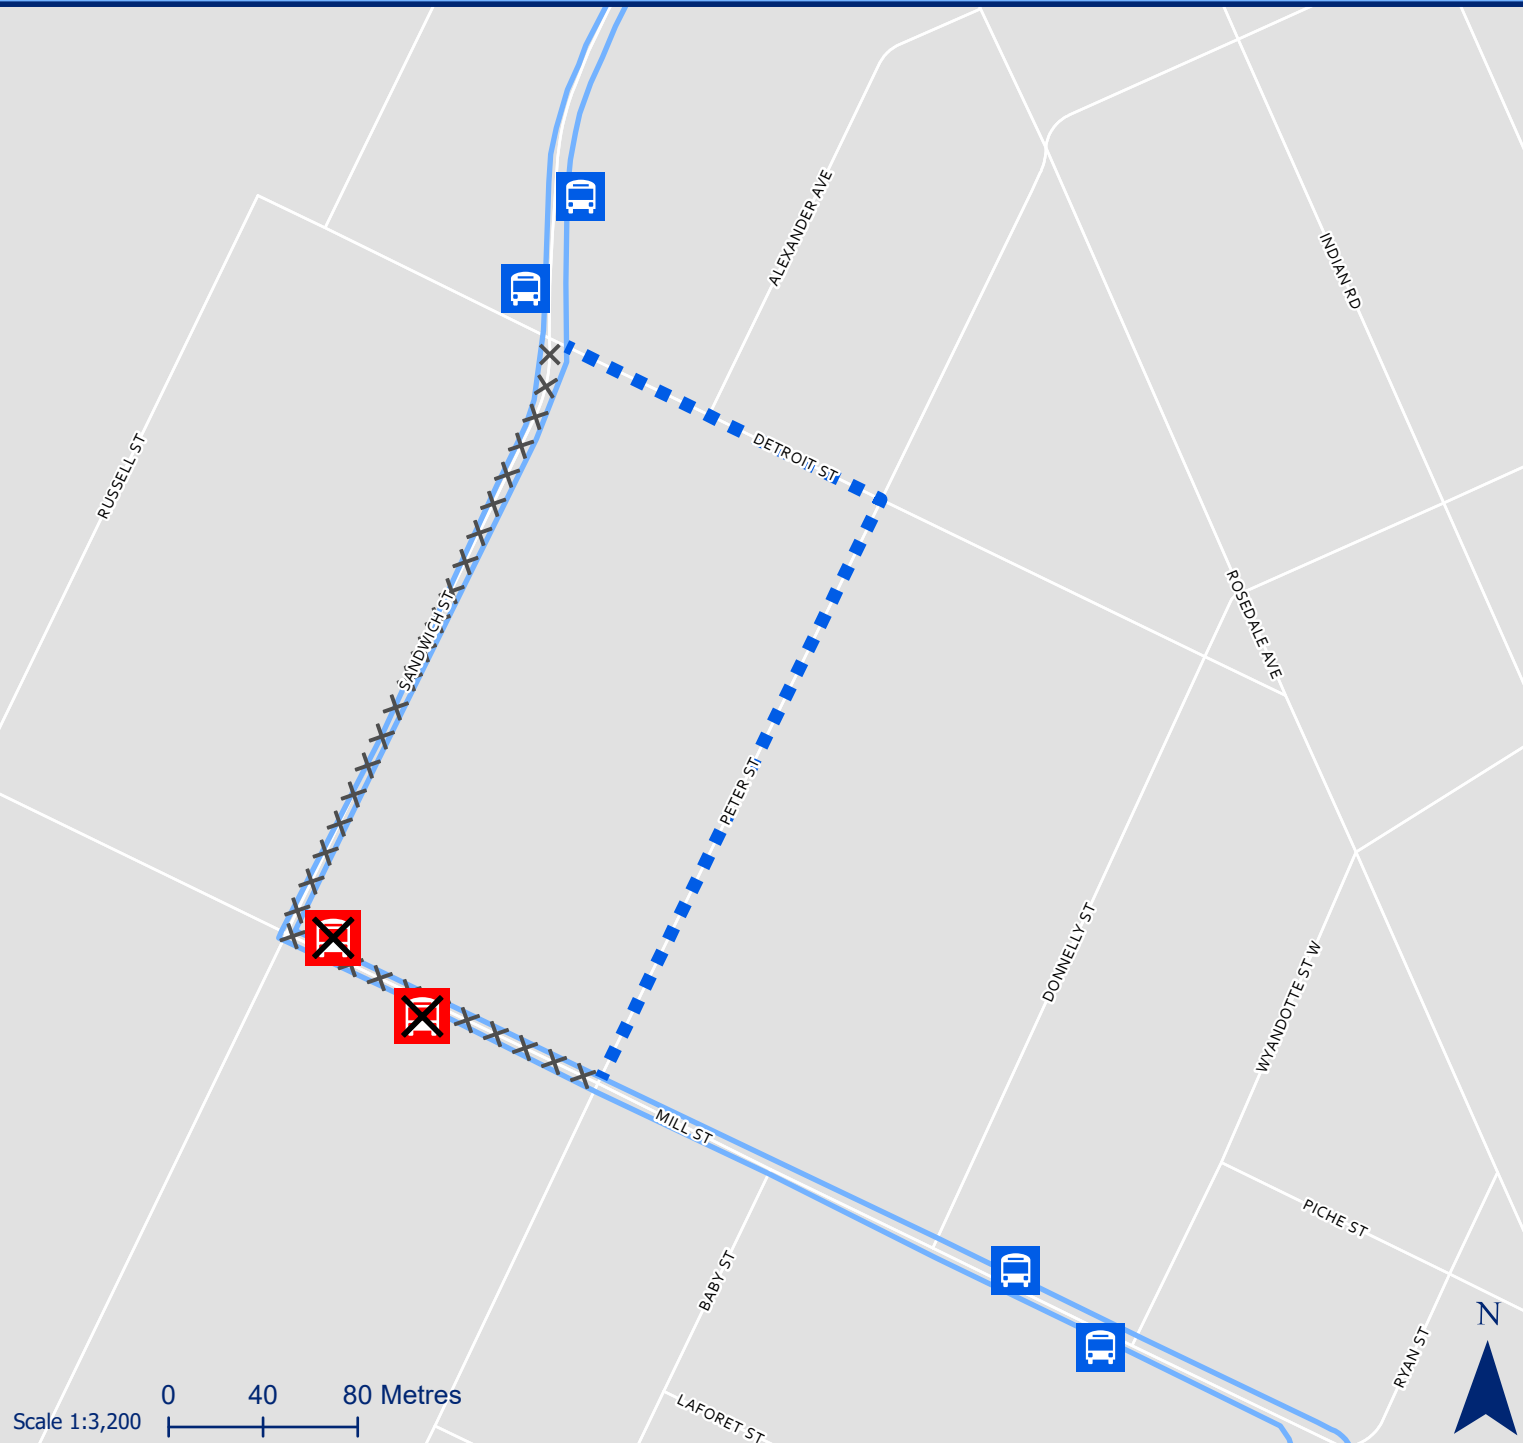 ALEXANDER AVE
INDIAN RD
RUSSELL ST
DETROIT ST
SANDWICH ST
ROSEDALE AVE
PETER ST
DONNELLY ST
WYANDOTTE ST W
MILL ST
PICHE ST
BABY ST
RYAN ST
LAFORET ST
N
0 40 80 Metres
Scale 1:3,200